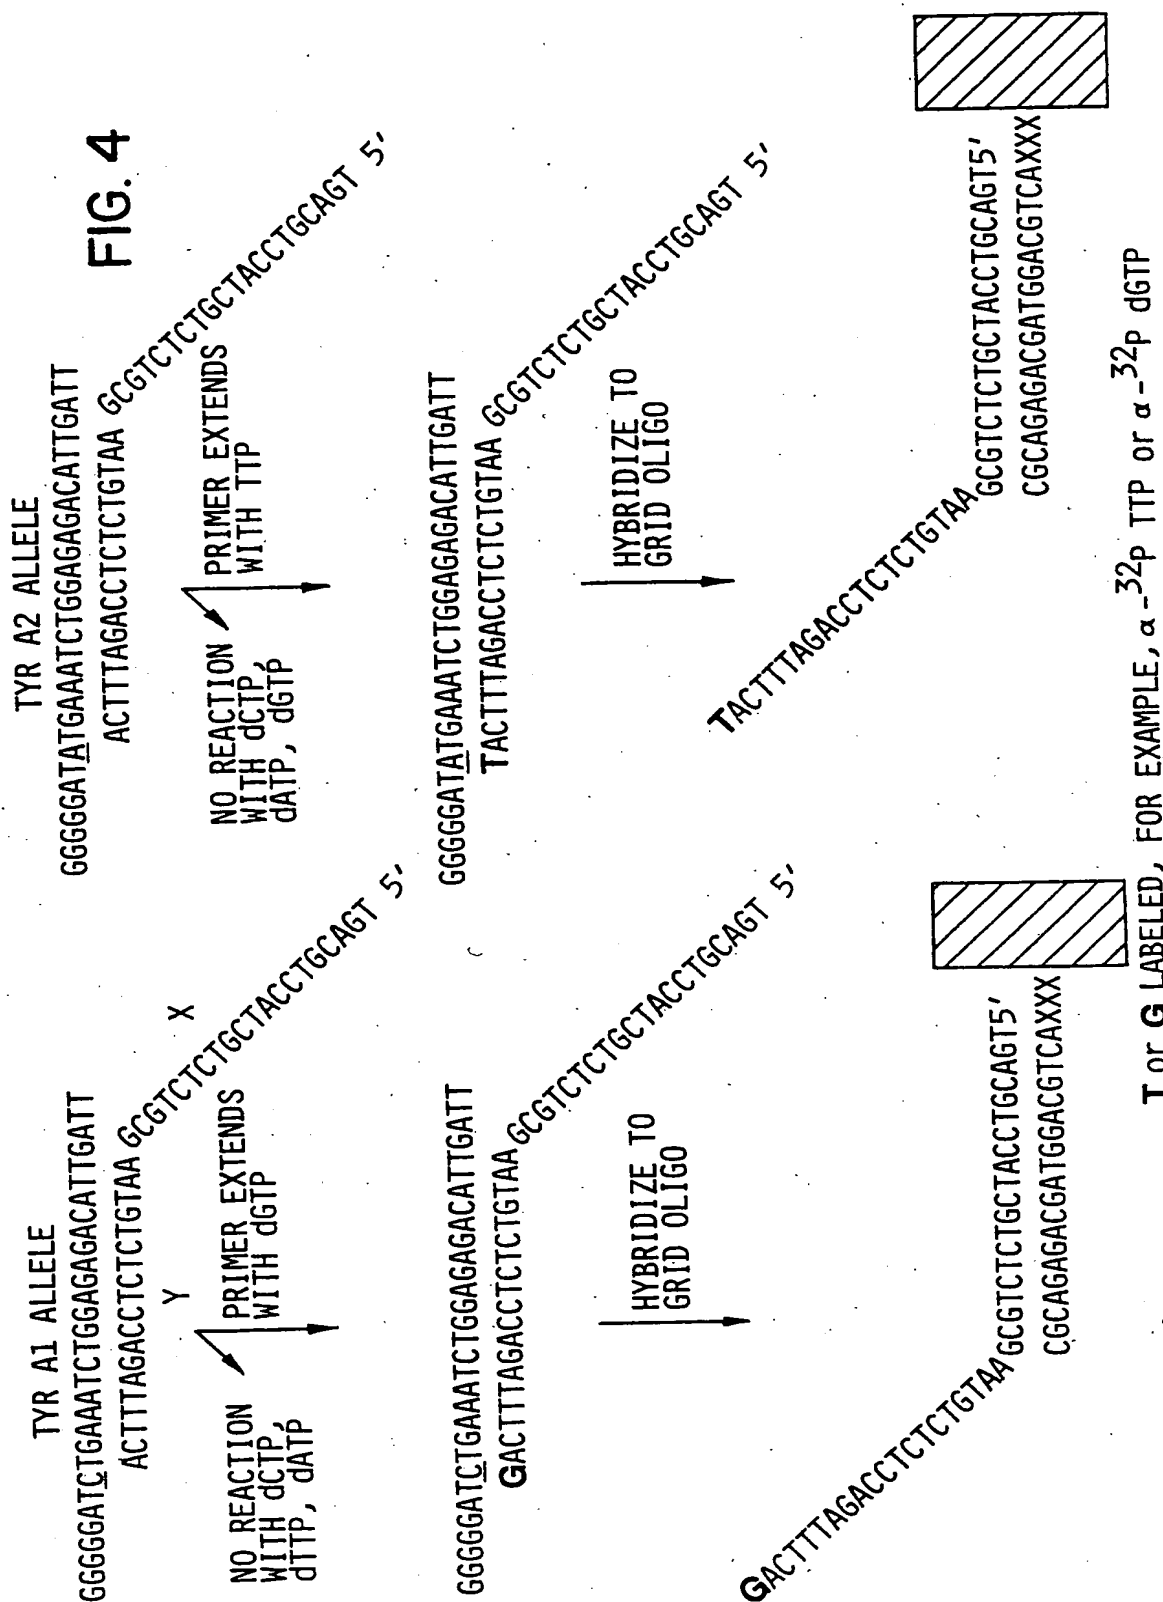 FIG. 4
TYR A1 ALLELE
GGGGGATCTGAAATCTGGAGAGACATTGATT
ACTTTAGACCTCTCTGTAA GCGTCTCTGCTACCTGCAGT 5'
Y
X
NO REACTION
WITH dCTP,
dTTP, dATP
PRIMER EXTENDS
WITH dGTP
GGGGGATCTGAAATCTGGAGAGACATTGATT
GACTTTAGACCTCTCTGTAA GCGTCTCTGCTACCTGCAGT 5'
HYBRIDIZE TO
GRID OLIGO
GACTTTAGACCTCTCTGTAA
GCGTCTCTGCTACCTGCAGT5'
CGCAGAGACGATGGACGTCAXXX
TYR A2 ALLELE
GGGGGATATGAAATCTGGAGAGACATTGATT
ACTTTAGACCTCTCTGTAA GCGTCTCTGCTACCTGCAGT 5'
NO REACTION
WITH dCTP,
dATP, dGTP
PRIMER EXTENDS
WITH TTP
GGGGGATATGAAATCTGGAGAGACATTGATT
TACTTTAGACCTCTCTGTAA GCGTCTCTGCTACCTGCAGT 5'
HYBRIDIZE TO
GRID OLIGO
TACTTTAGACCTCTCTGTAA
GCGTCTCTGCTACCTGCAGT5'
CGCAGAGACGATGGACGTCAXXX
T or G LABELED, FOR EXAMPLE, α-32P TTP or α-32P dGTP